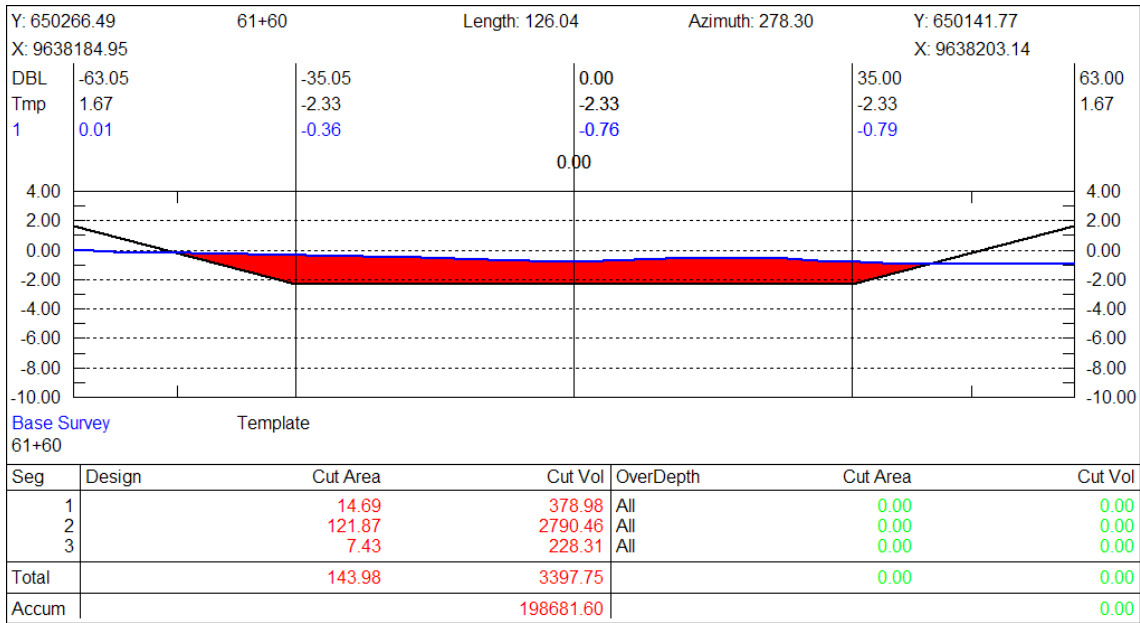 Y: 650266.49 61+60 Length: 126.04 Azimuth: 278.30 Y: 650141.77
X: 9638184.95 X: 9638203.14
DBL -63.05 -35.05 0.00 35.00 63.00
Tmp 1.67 -2.33 -2.33 -2.33 1.67
1 0.01 -0.36 -0.76 -0.79
0.00
4.00 4.00
2.00 2.00
0.00 0.00
-2.00 -2.00
-4.00 -4.00
-6.00 -6.00
-8.00 -8.00
-10.00 -10.00
Base Survey Template
61+60
Seg Design Cut Area Cut Vol OverDepth Cut Area Cut Vol
1 14.69 378.98 All 0.00 0.00
2 121.87 2790.46 All 0.00 0.00
3 7.43 228.31 All 0.00 0.00
Total 143.98 3397.75 0.00 0.00
Accum 198681.60 0.00